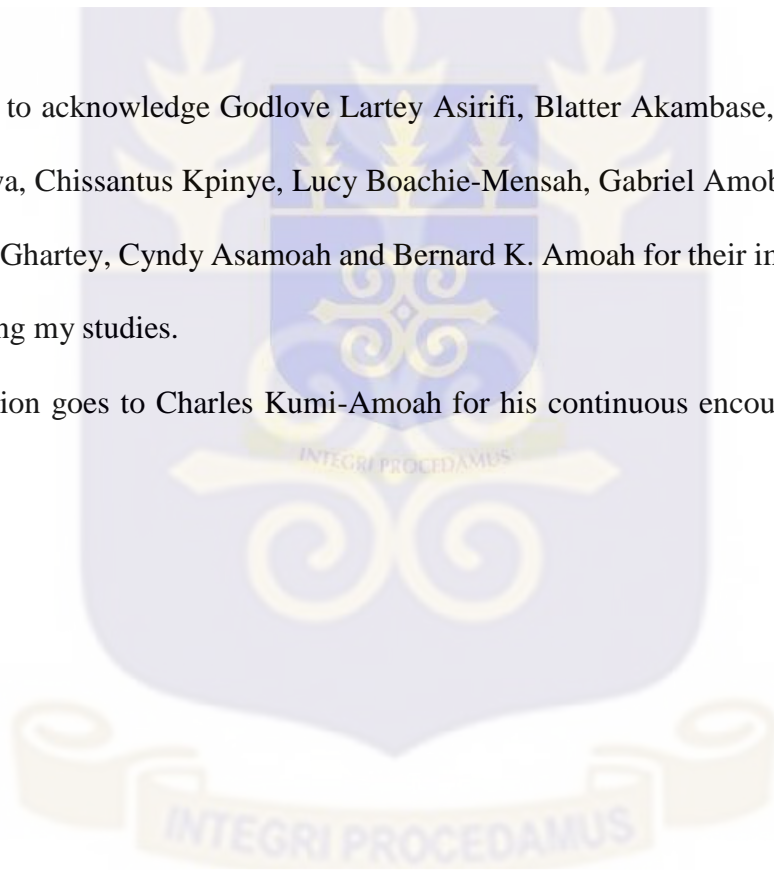 to acknowledge Godlove Lartey Asirifi, Blatter Akambase,
va, Chissantus Kpinye, Lucy Boachie-Mensah, Gabriel Amob
Ghartey, Cyndy Asamoah and Bernard K. Amoah for their in
ng my studies.
ion goes to Charles Kumi-Amoah for his continuous encou
INTEGRI PROCEDAMUS
INTEGRI PROCEDAMUS